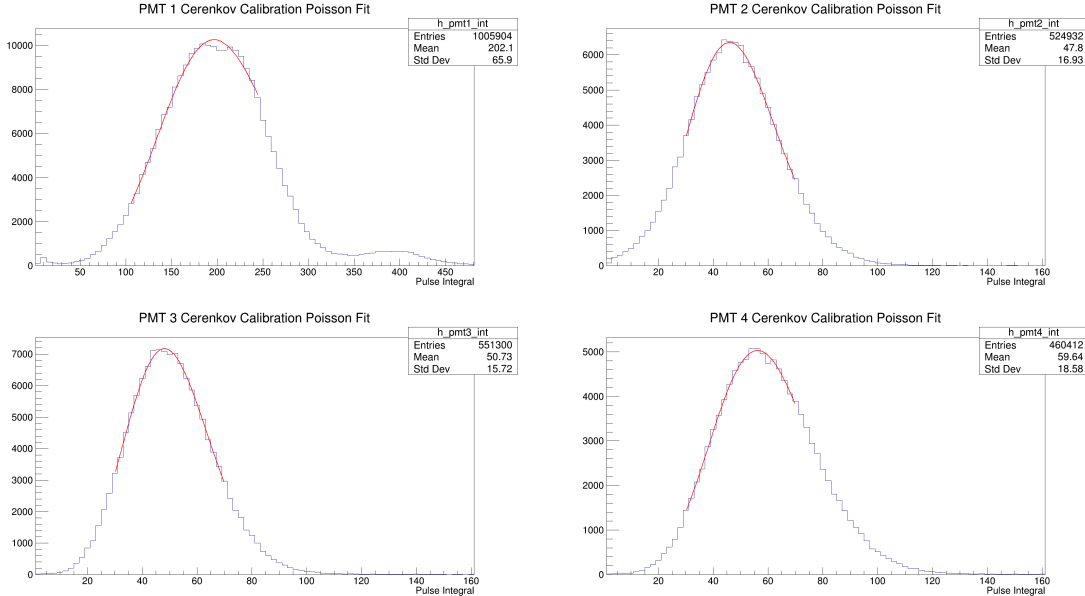 PMT 1 Cerenkov Calibration Poisson Fit
h_pmt1_int
Entries 1005904
Mean 202.1
Std Dev 65.9
10000
8000
6000
4000
2000
0
50 100 150 200 250 300 350 400 450
Pulse Integral
PMT 2 Cerenkov Calibration Poisson Fit
h_pmt2_int
Entries 524932
Mean 47.8
Std Dev 16.93
6000
5000
4000
3000
2000
1000
0
20 40 60 80 100 120 140 160
Pulse Integral
PMT 3 Cerenkov Calibration Poisson Fit
h_pmt3_int
Entries 551300
Mean 50.73
Std Dev 15.72
7000
6000
5000
4000
3000
2000
1000
0
20 40 60 80 100 120 140 160
Pulse Integral
PMT 4 Cerenkov Calibration Poisson Fit
h_pmt4_int
Entries 460412
Mean 59.64
Std Dev 18.58
5000
4000
3000
2000
1000
0
20 40 60 80 100 120 140 160
Pulse Integral